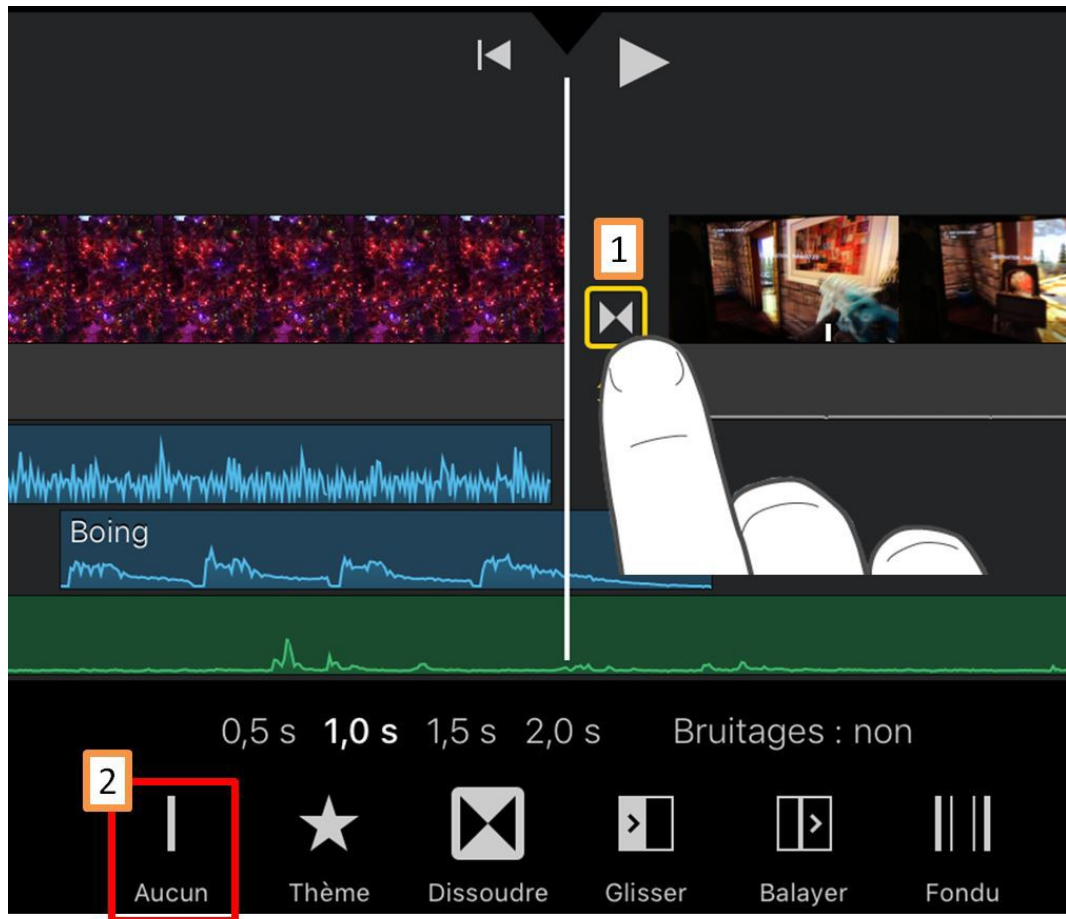 1
Boing
0,5 s 1,0 s 1,5 s 2,0 s Bruitages : non
2
Aucun Thème Dissoudre Glisser Balayer Fondu